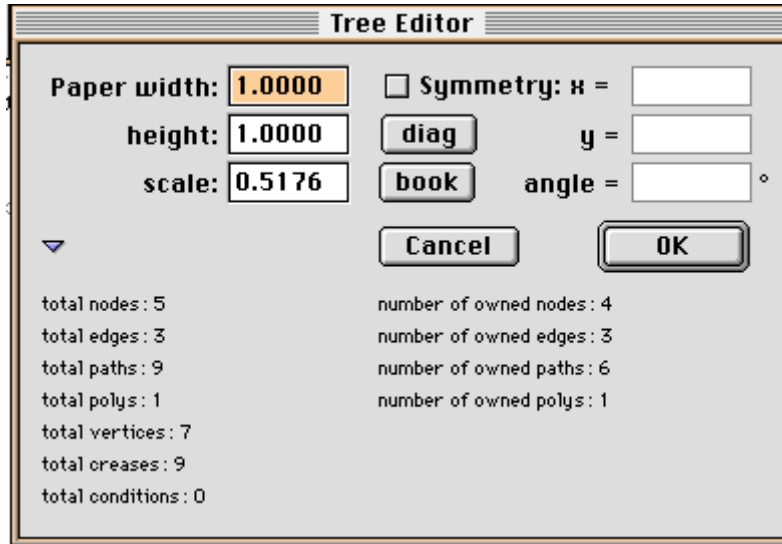 Tree Editor
Paper width: 1.0000 Symmetry: x =
height: 1.0000 diag y =
scale: 0.5176 book angle = °
Cancel OK
total nodes: 5 number of owned nodes: 4
total edges: 3 number of owned edges: 3
total paths: 9 number of owned paths: 6
total polys: 1 number of owned polys: 1
total vertices: 7
total creases: 9
total conditions: 0